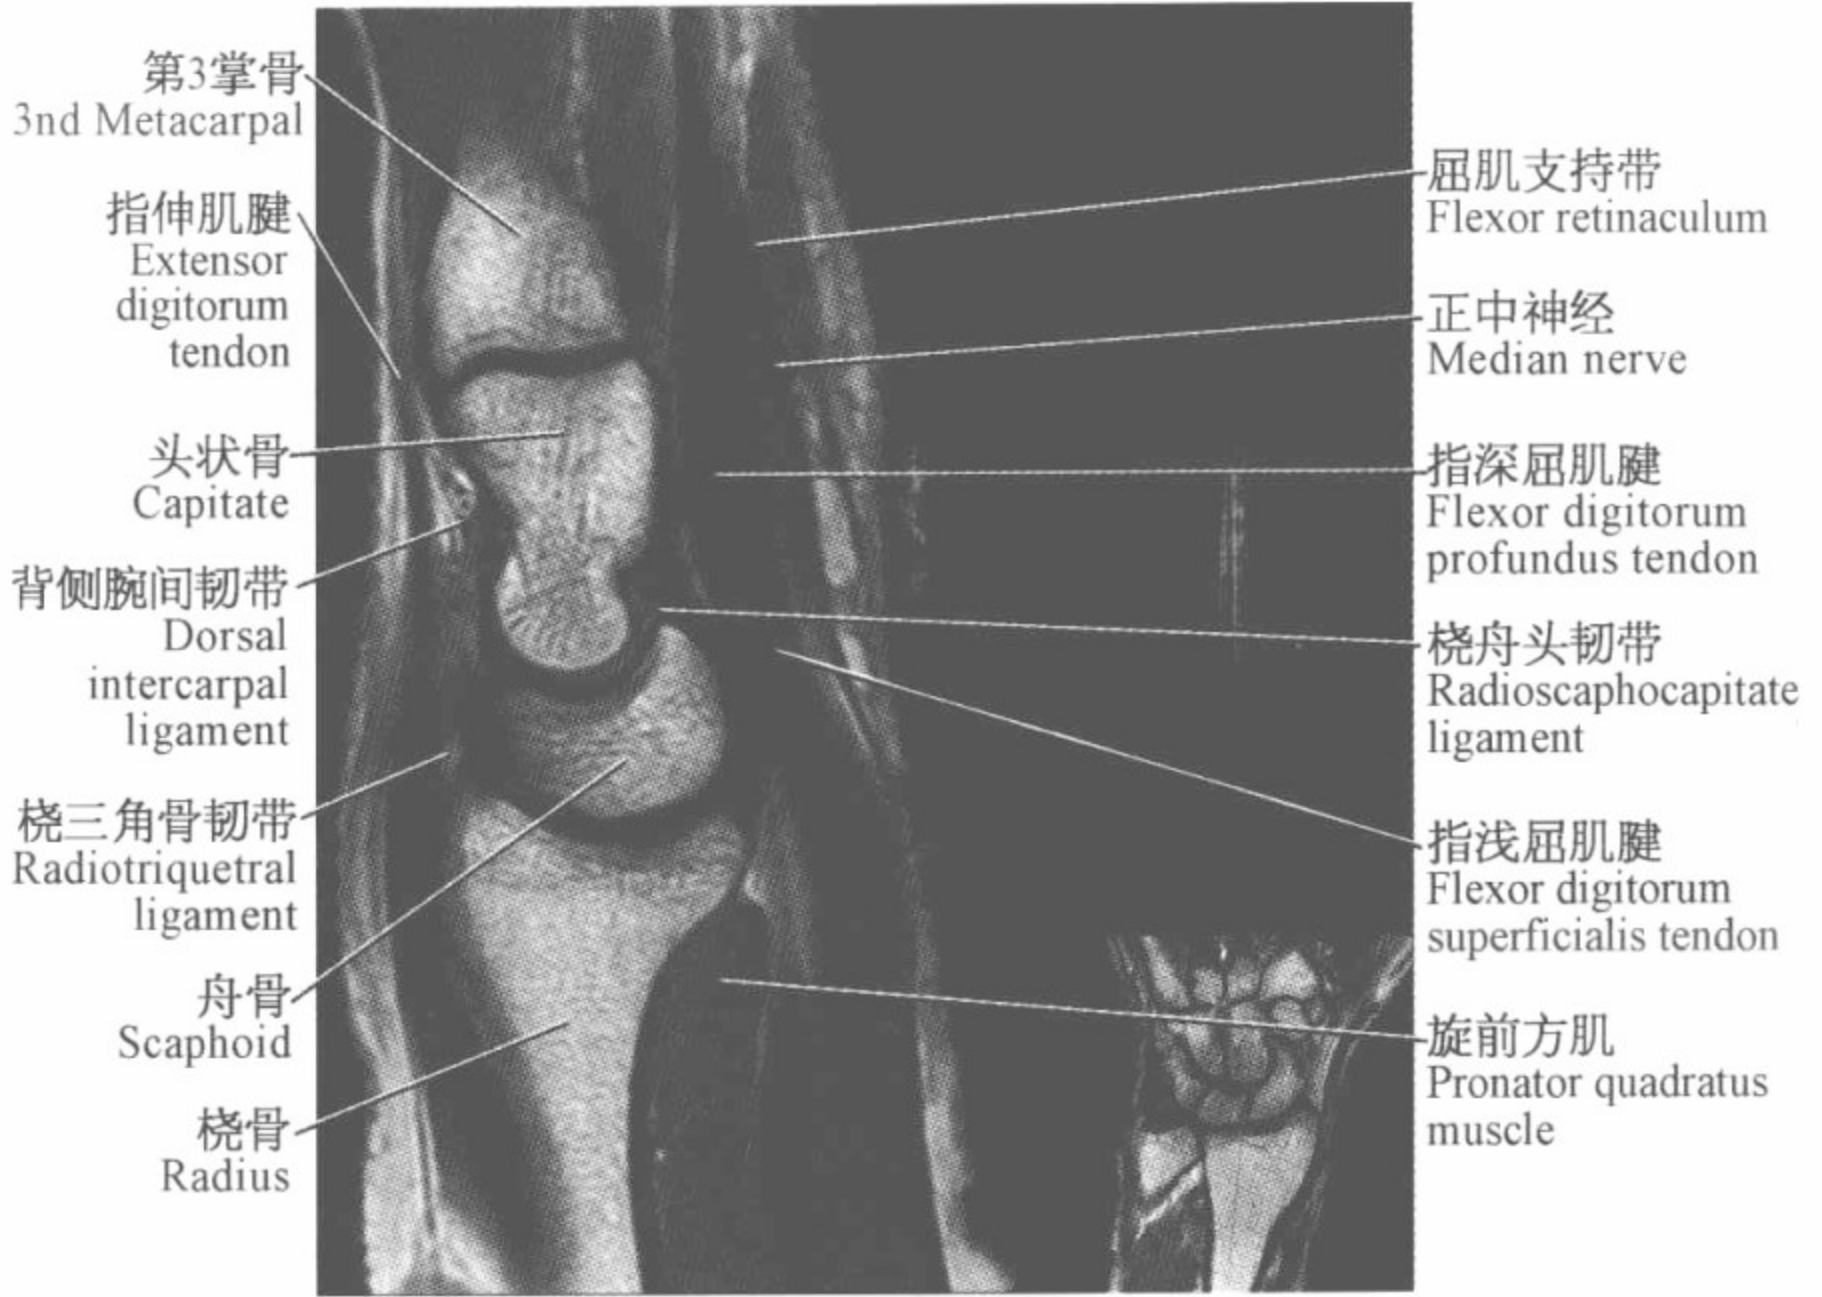 第3掌骨
3nd Metacarpal
指伸肌腱
Extensor
digitorum
tendon
头状骨
Capitate
背侧腕间韧带
Dorsal
intercarpal
ligament
桡三角骨韧带
Radiotriquetral
ligament
舟骨
Scaphoid
桡骨
Radius
屈肌支持带
Flexor retinaculum
正中神经
Median nerve
指深屈肌腱
Flexor digitorum
profundus tendon
桡舟头韧带
Radioscaphocapitate
ligament
指浅屈肌腱
Flexor digitorum
superficialis tendon
旋前方肌
Pronator quadratus
muscle